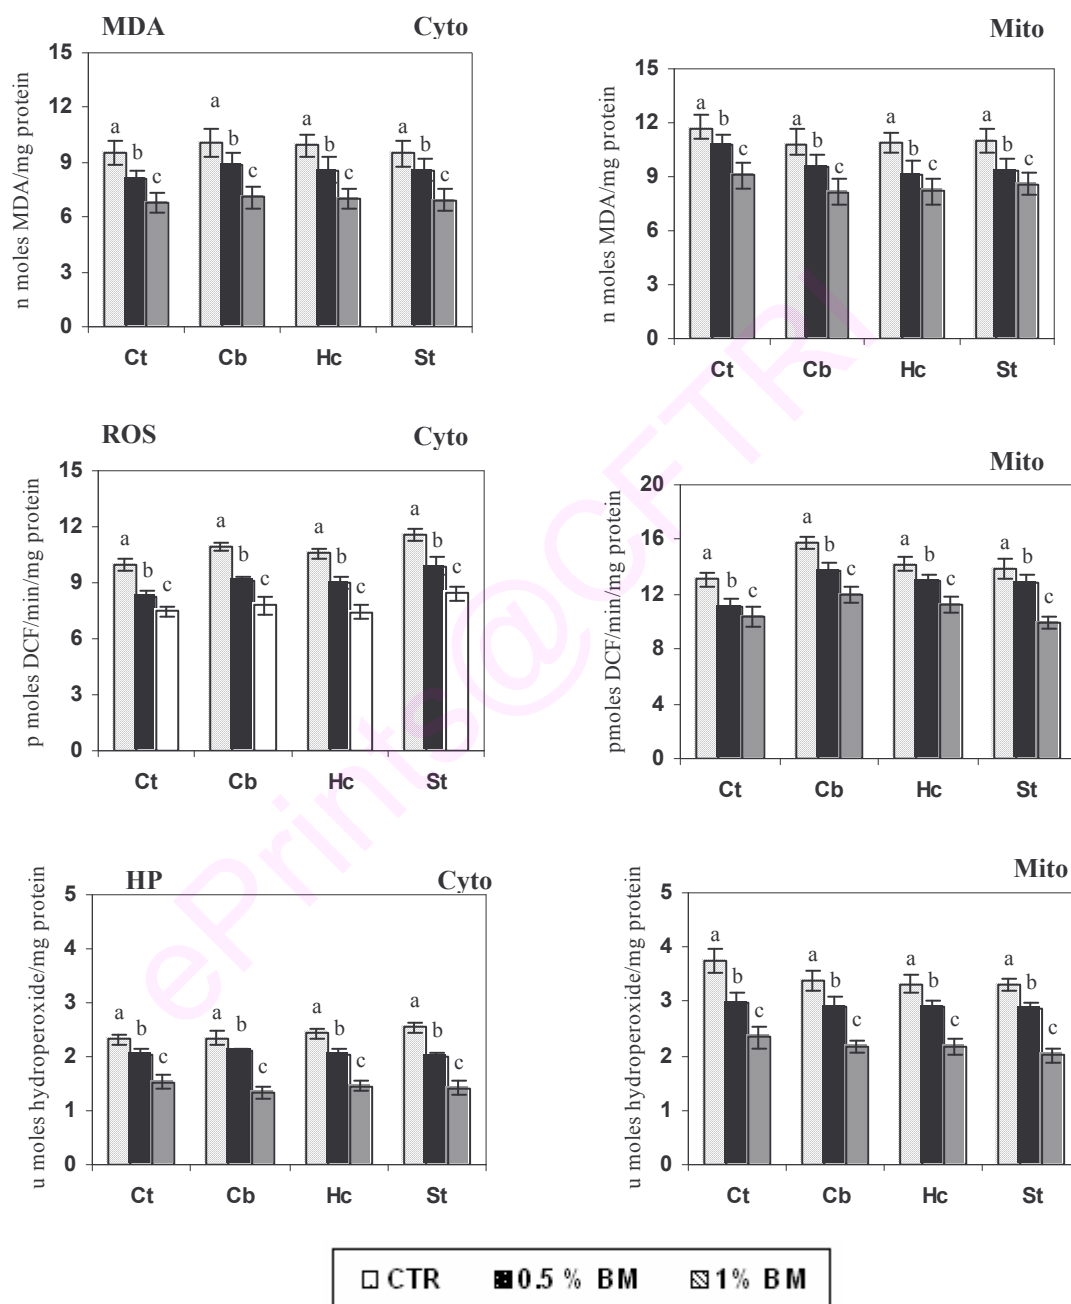 MDA Cyto
n moles MDA/mg protein
15
12
9
6
3
0
a b c a b c a b c a b c
Ct Cb Hc St
Mito
n moles MDA/mg protein
15
12
9
6
3
0
a b c a b c a b c a b c
Ct Cb Hc St
ROS Cyto
p moles DCF/min/mg protein
15
12
9
6
3
0
a b c a b c a b c a b c
Ct Cb Hc St
Mito
pmoles DCF/min/mg protein
20
16
12
8
4
0
a b c a b c a b c a b c
Ct Cb Hc St
HP Cyto
u moles hydroperoxide/mg protein
5
4
3
2
1
0
a b c a b c a b c a b c
Ct Cb Hc St
Mito
u moles hydroperoxide/mg protein
5
4
3
2
1
0
a b c a b c a b c a b c
Ct Cb Hc St
CTR 0.5 % BM 1% BM
ePrints@CFTRI